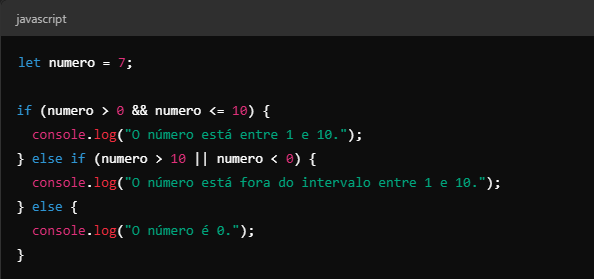 javascript
let numero = 7;
if (numero > 0 && numero <= 10) {
  console.log("O número está entre 1 e 10.");
} else if (numero > 10 || numero < 0) {
  console.log("O número está fora do intervalo entre 1 e 10.");
} else {
  console.log("O número é 0.");
}